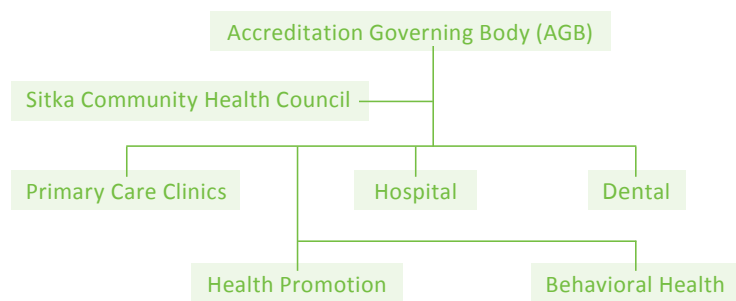 Accreditation Governing Body (AGB)
Sitka Community Health Council
Primary Care Clinics
Hospital
Dental
Health Promotion
Behavioral Health